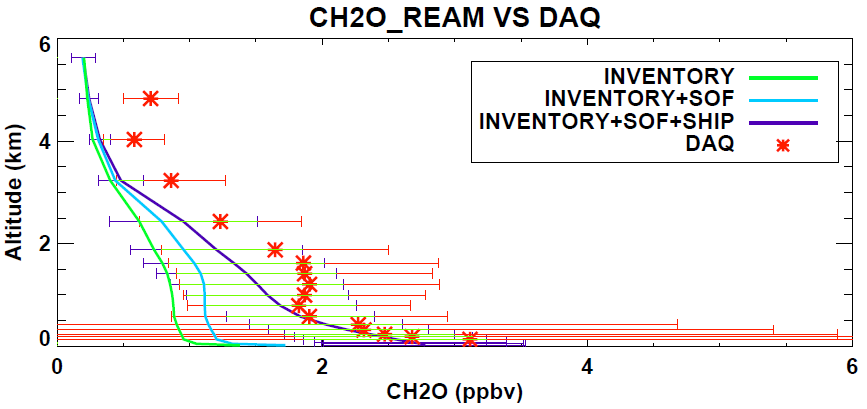 CH2O_REAM VS DAQ
6
INVENTORY
INVENTORY+SOF
INVENTORY+SOF+SHIP
DAQ
4
Altitude (km)
2
0
0 2 4 6
CH2O (ppbv)